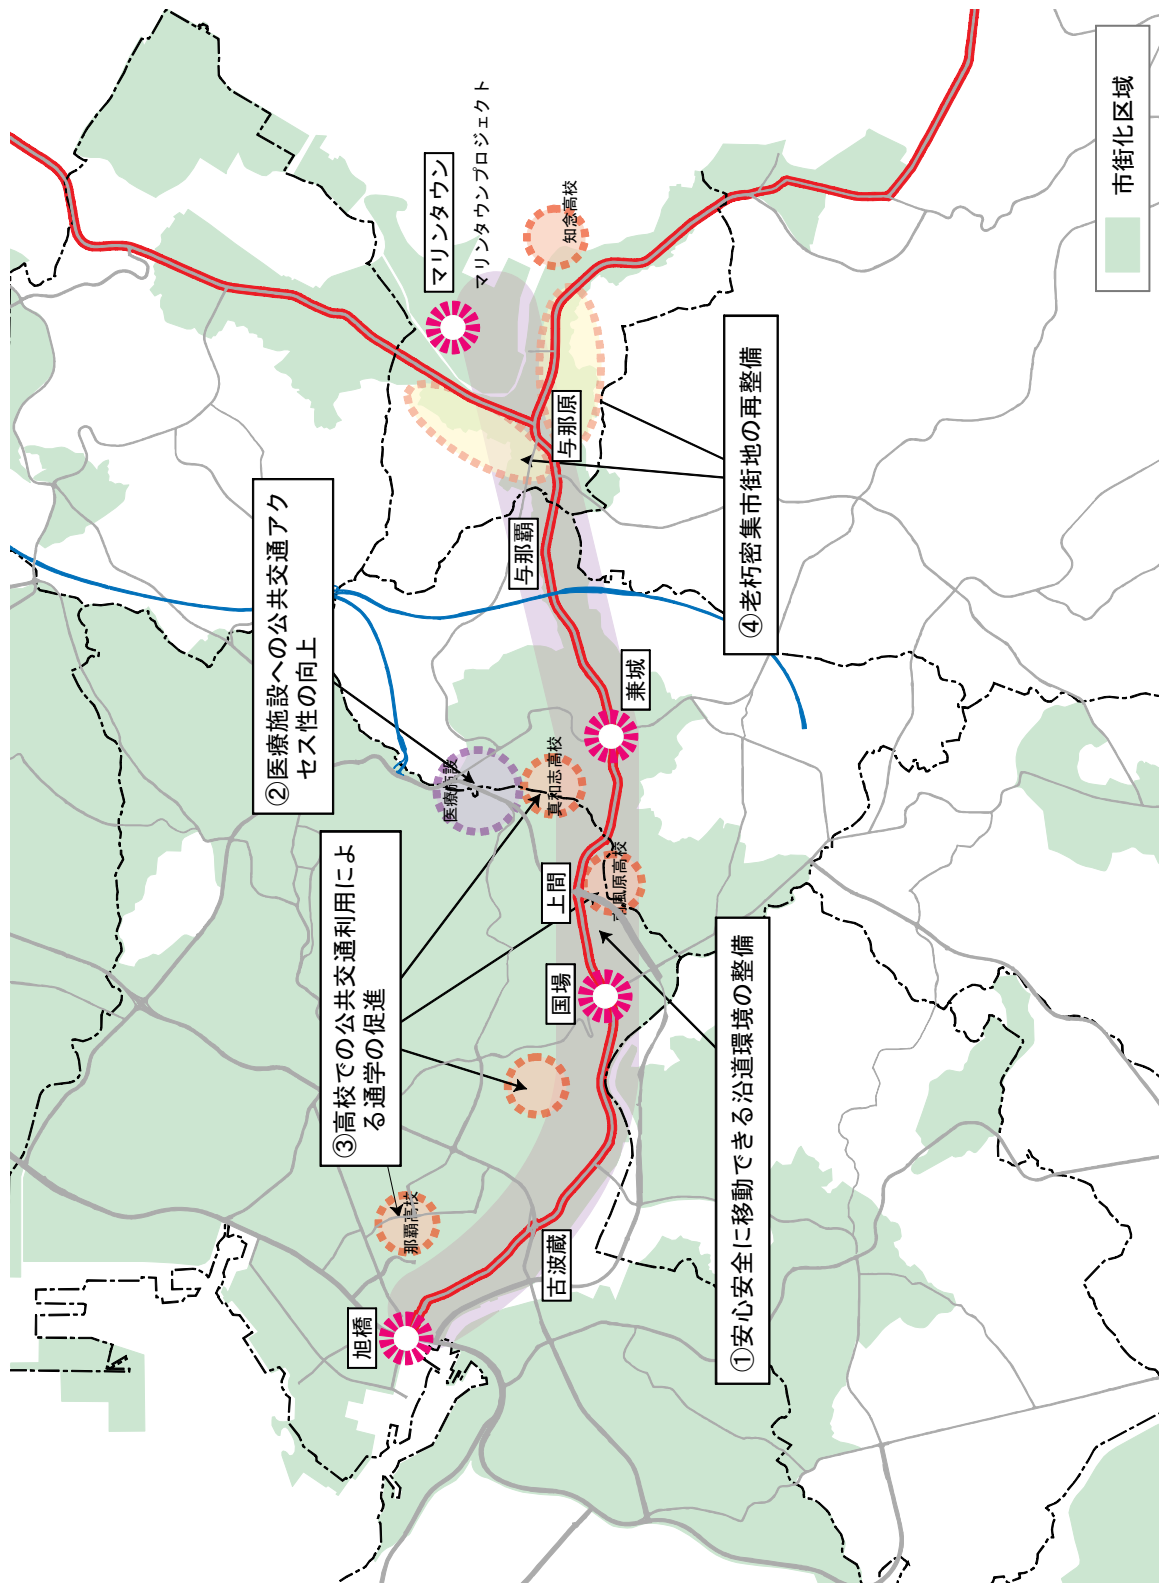 ②医療施設への公共交通アク
セス性の向上
③高校での公共交通利用によ
る通学の促進
旭橋
那覇高校
古波蔵
国場
上間
医療施設
真和志高校
南風原高校
兼城
与那覇
与那原
マリンタウン
マリンタウンプロジェクト
知念高校
①安心安全に移動できる沿道環境の整備
④老朽密集市街地の再整備
市街化区域